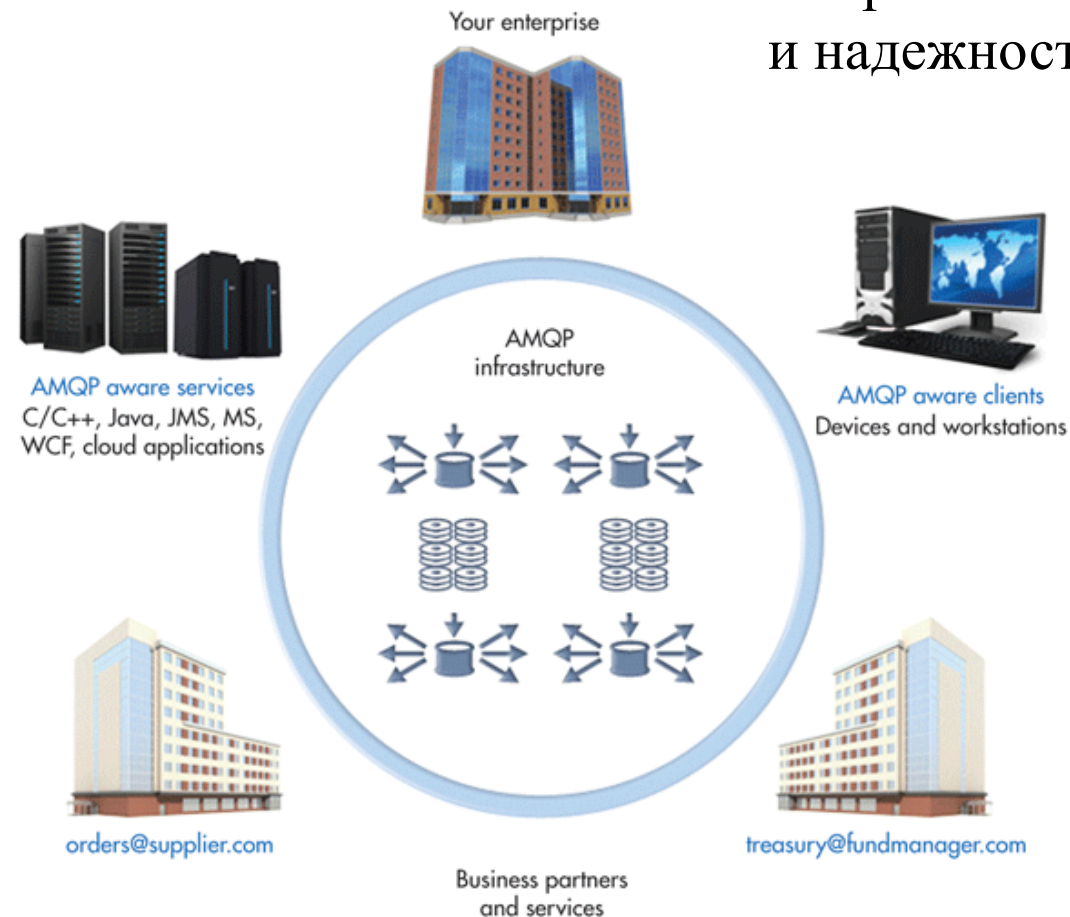 Your enterprise
и надежност
AMQP
infrastructure
AMQP aware services
C/C++, Java, JMS, MS,
WCF, cloud applications
AMQP aware clients
Devices and workstations
orders@supplier.com
treasury@fundmanager.com
Business partners
and services